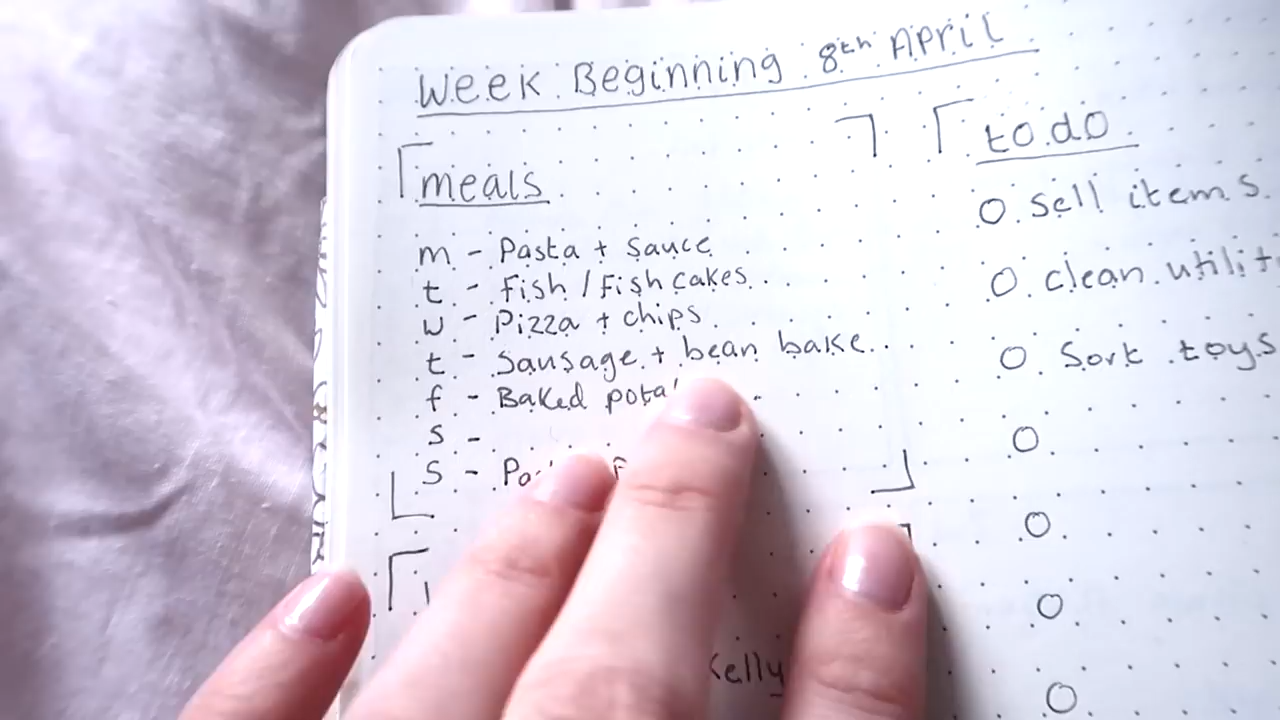 Week Beginning 8th April
meals
m - Pasta + Sauce
t - Fish / Fish cakes
w - Pizza + chips
t - Sausage + bean bake
f - Baked
s -
S -
to do
sell items
clean
Sort toys